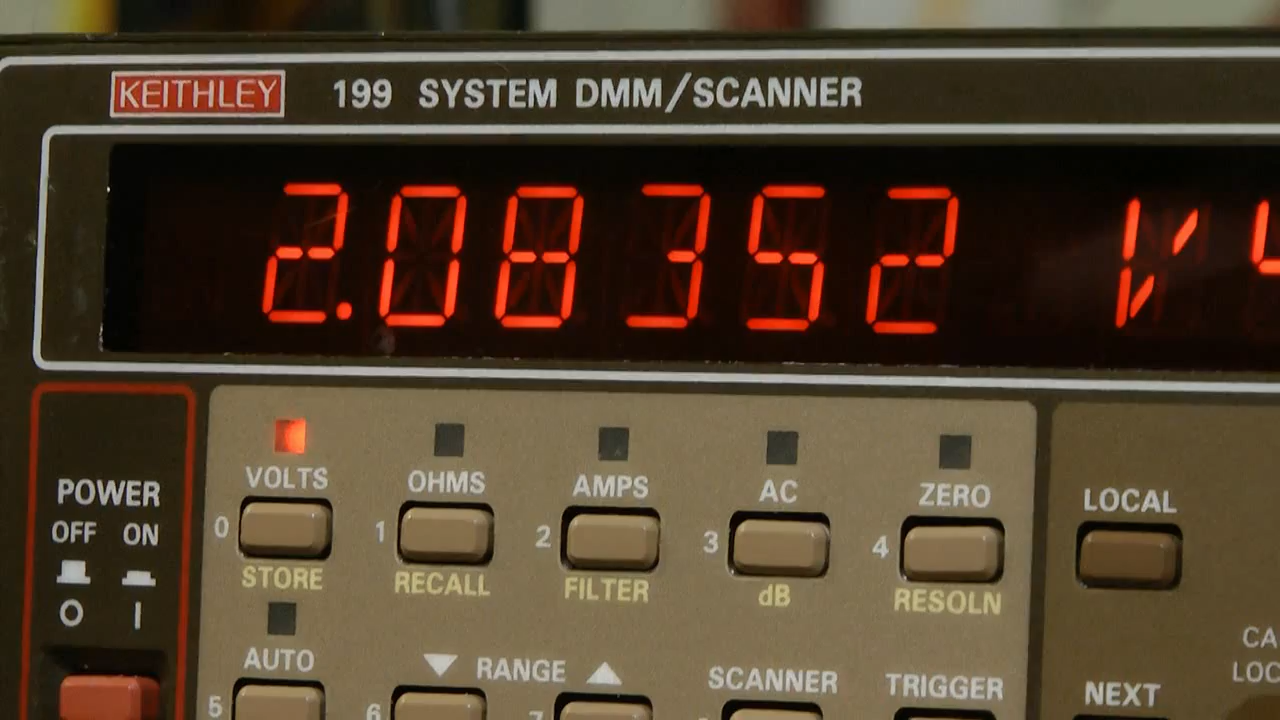 KEITHLEY 199 SYSTEM DMM/SCANNER
2.08352 V
VOLTS OHMS AMPS AC ZERO
POWER
OFF ON
LOCAL
0 1 2 3 4
STORE RECALL FILTER dB RESOLN
O I
AUTO RANGE SCANNER TRIGGER
NEXT
5 6 7